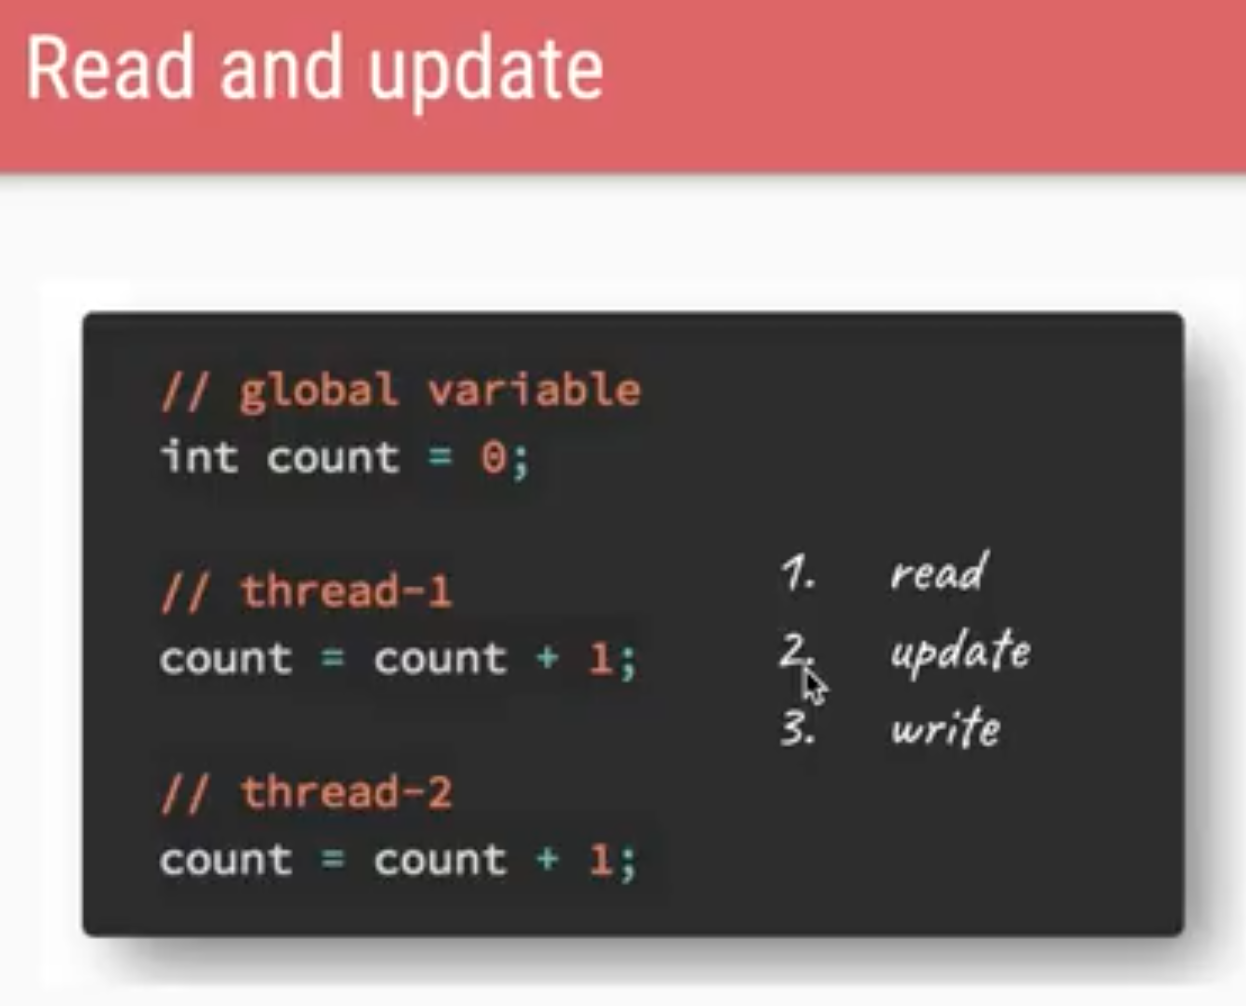 Read and update
// global variable
int count = 0;
// thread-1
count = count + 1;
// thread-2
count = count + 1;
1. read
2. update
3. write